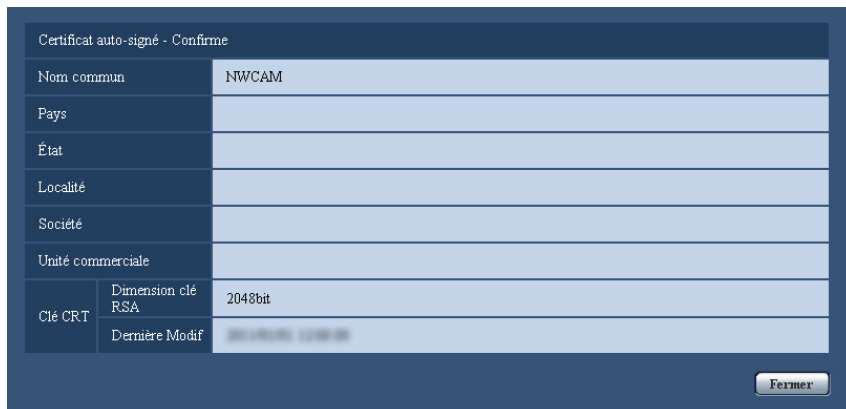 Certificat auto-signé - Confirme
Nom commun NWCAM
Pays
État
Localité
Société
Unité commerciale
Clé CRT
Dimension clé
RSA
2048bit
Dernière Modif
Fermer